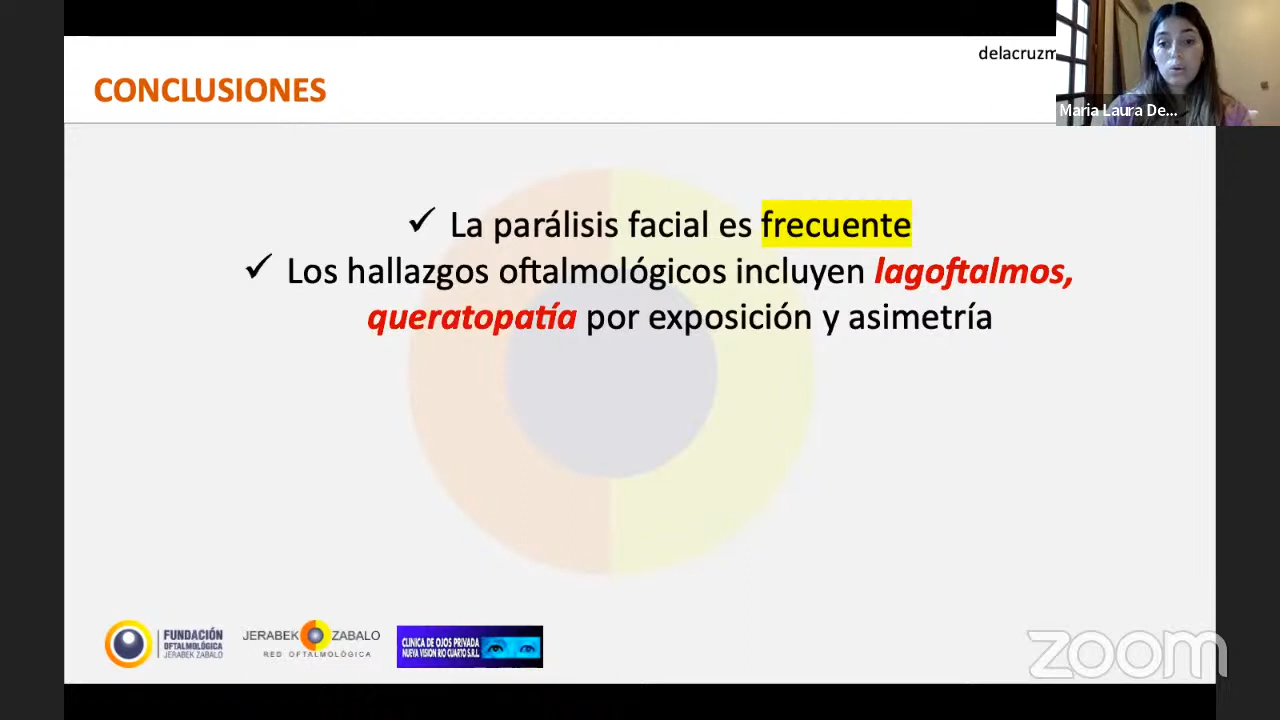 delacruzm
CONCLUSIONES
Maria Laura De...
✓ La parálisis facial es frecuente
✓ Los hallazgos oftalmológicos incluyen lagoftalmos,
queratopatía por exposición y asimetría
FUNDACIÓN
OFTALMOLÓGICA
JERABEK ZABALO
JERABEK ZABALO
RED OFTALMOLÓGICA
CLINICA DE OJOS PRIVADA
NUEVA VISION RIO CUARTO S.R.L.
zoom